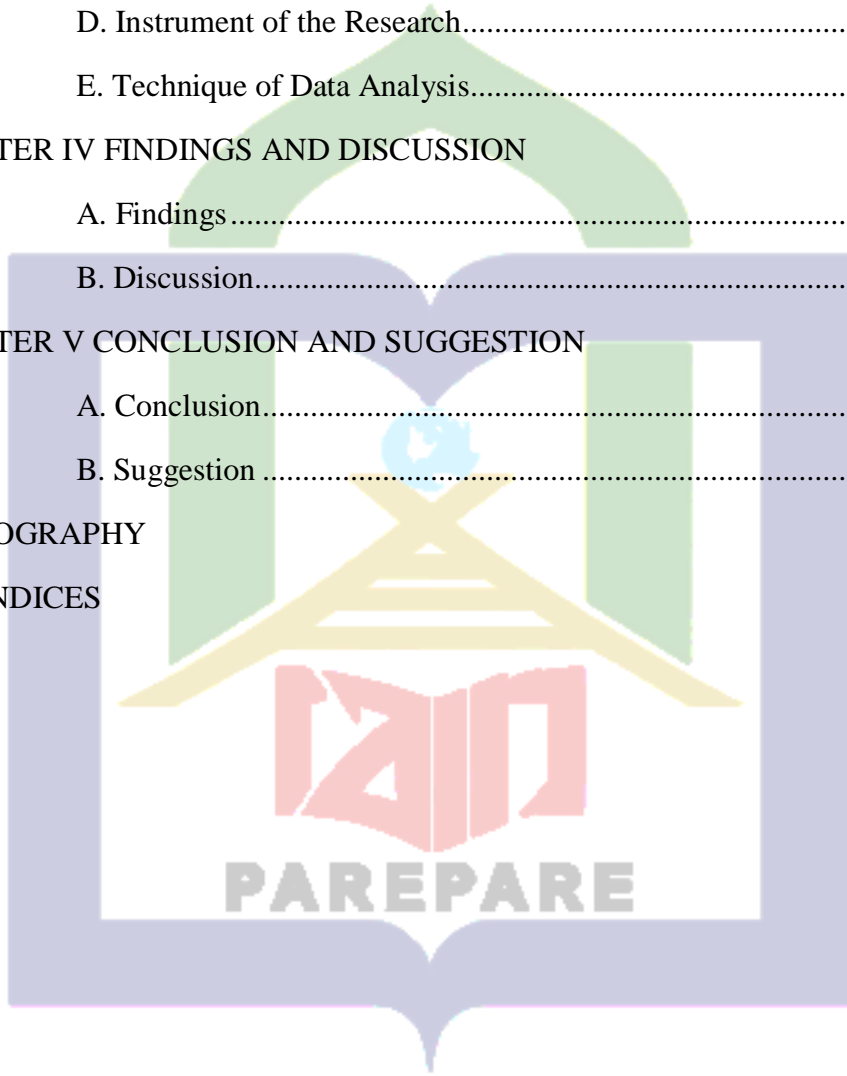 D. Instrument of the Research..........................................................
E. Technique of Data Analysis.........................................................
TER IV FINDINGS AND DISCUSSION
A. Findings..........................................................................................
B. Discussion.......................................................................................
TER V CONCLUSION AND SUGGESTION
A. Conclusion......................................................................................
B. Suggestion......................................................................................
OGRAPHY
NDICES
iain
PAREPARE